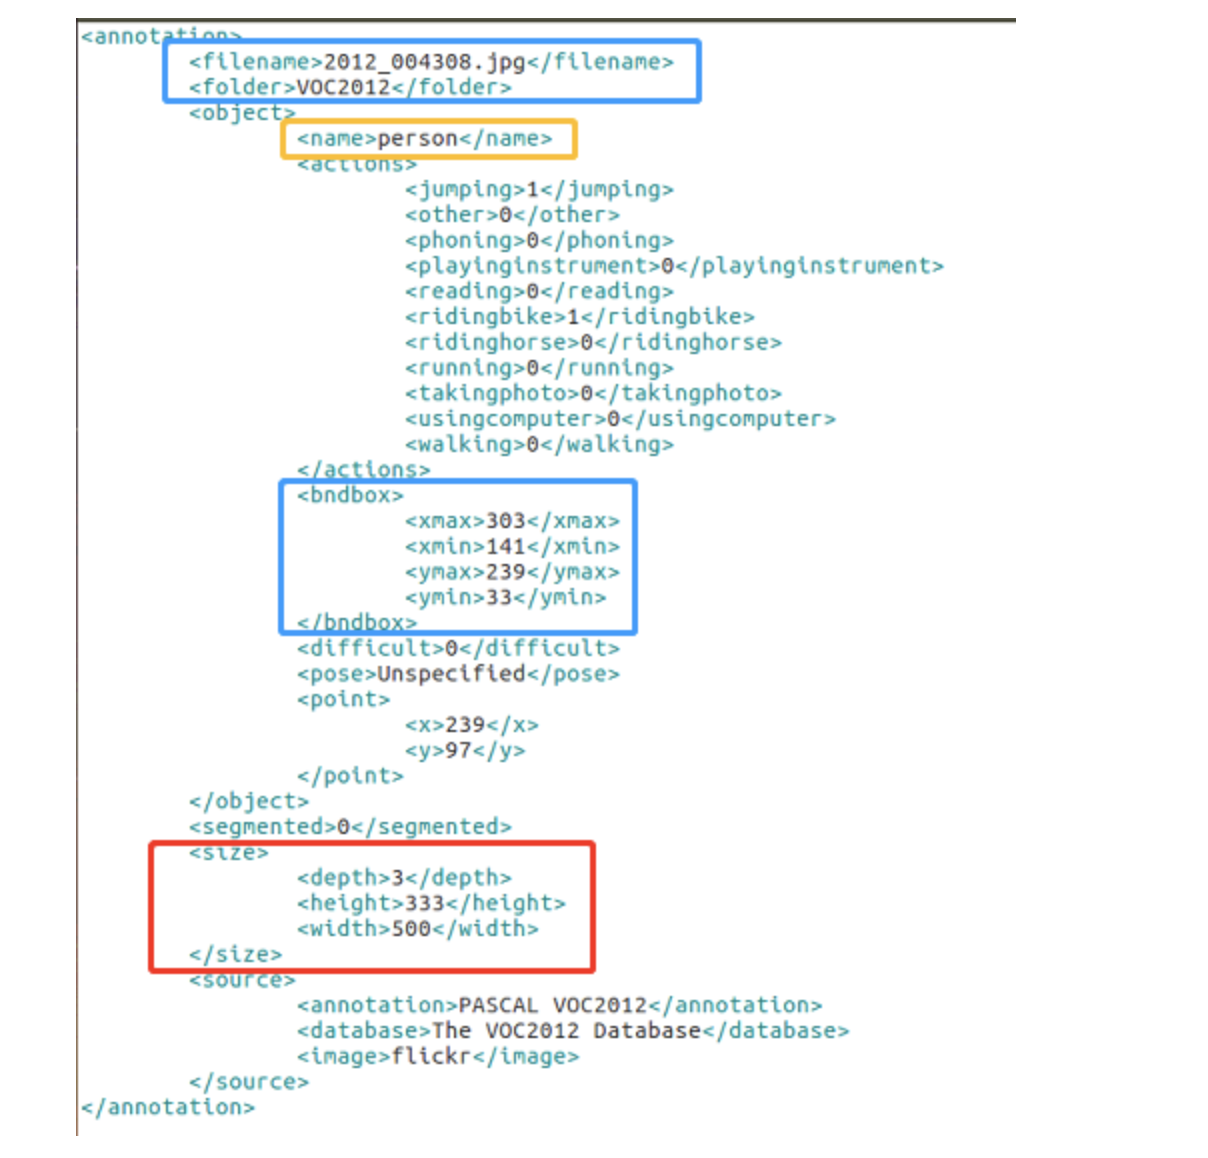 <annotation>
<filename>2012_004308.jpg</filename>
<folder>VOC2012</folder>
<object>
<name>person</name>
<actions>
<jumping>1</jumping>
<other>0</other>
<phoning>0</phoning>
<playinginstrument>0</playinginstrument>
<reading>0</reading>
<ridingbike>1</ridingbike>
<ridinghorse>0</ridinghorse>
<running>0</running>
<takingphoto>0</takingphoto>
<usingcomputer>0</usingcomputer>
<walking>0</walking>
</actions>
<bndbox>
<xmax>303</xmax>
<xmin>141</xmin>
<ymax>239</ymax>
<ymin>33</ymin>
</bndbox>
<difficult>0</difficult>
<pose>Unspecified</pose>
<point>
<x>239</x>
<y>97</y>
</point>
</object>
<segmented>0</segmented>
<size>
<depth>3</depth>
<height>333</height>
<width>500</width>
</size>
<source>
<annotation>PASCAL VOC2012</annotation>
<database>The VOC2012 Database</database>
<image>flickr</image>
</source>
</annotation>